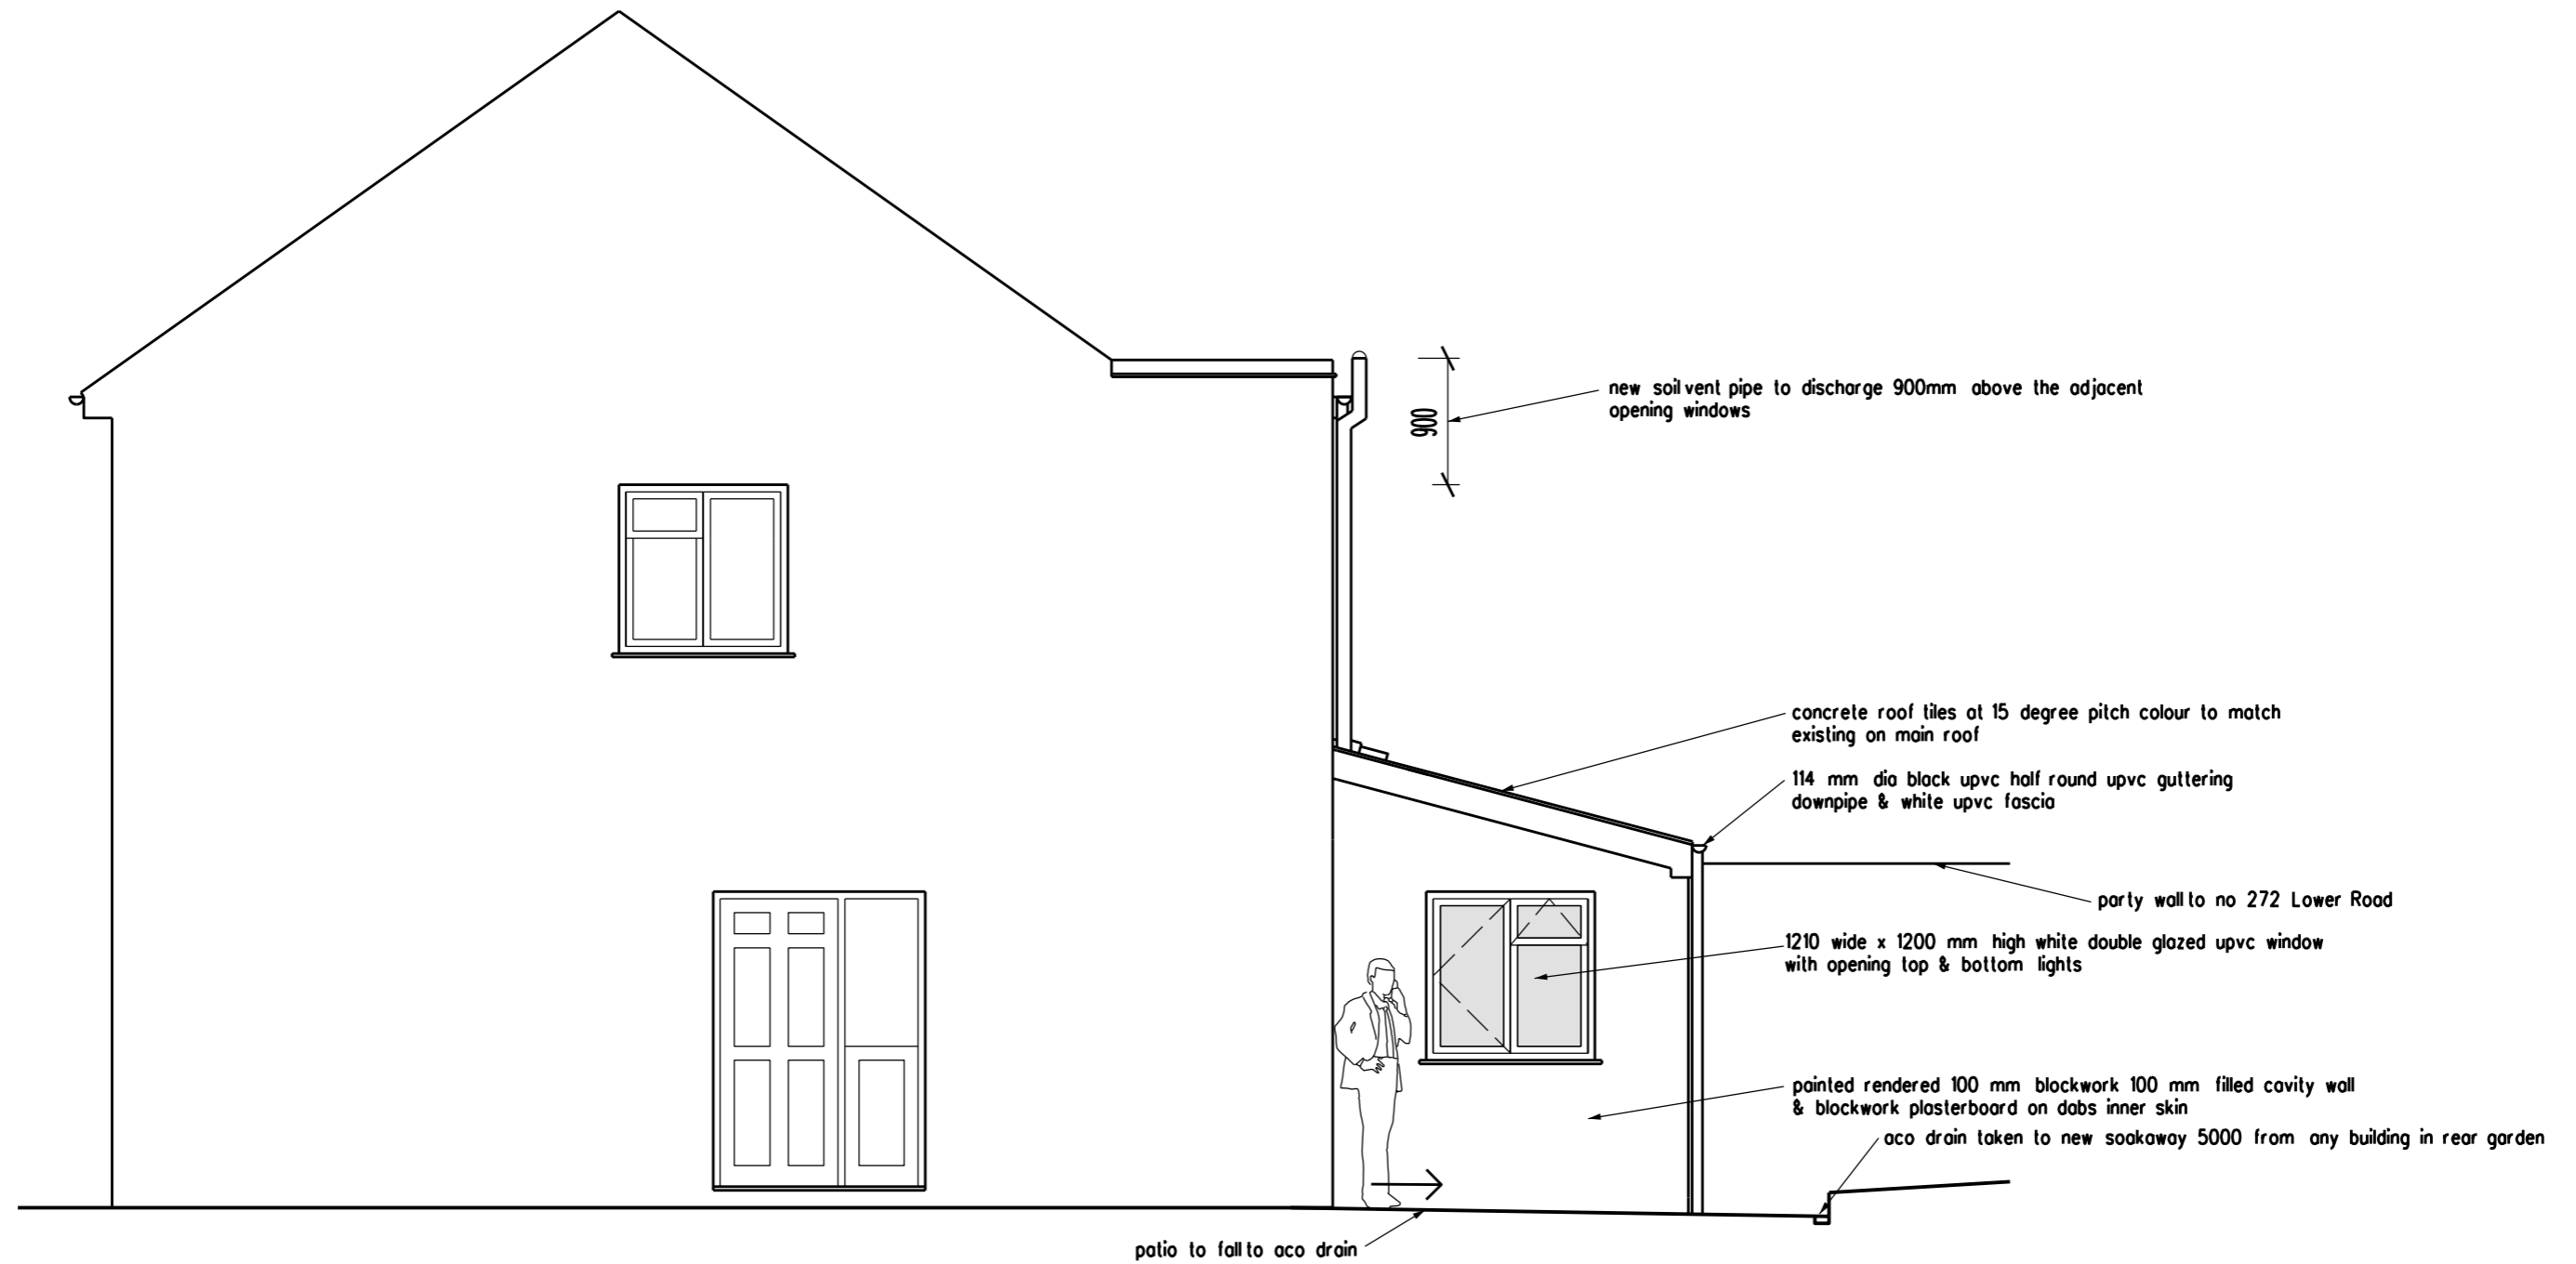 new soil vent pipe to discharge 900mm above the adjacent
opening windows
900
concrete roof tiles at 15 degree pitch colour to match
existing on main roof
114 mm dia black upvc half round upvc guttering
downpipe & white upvc fascia
party wall to no 272 Lower Road
1210 wide x 1200 mm high white double glazed upvc window
with opening top & bottom lights
painted rendered 100 mm blockwork 100 mm filled cavity wall
& blockwork plasterboard on dabs inner skin
aco drain taken to new soakaway 5000 from any building in rear garden
patio to fall to aco drain